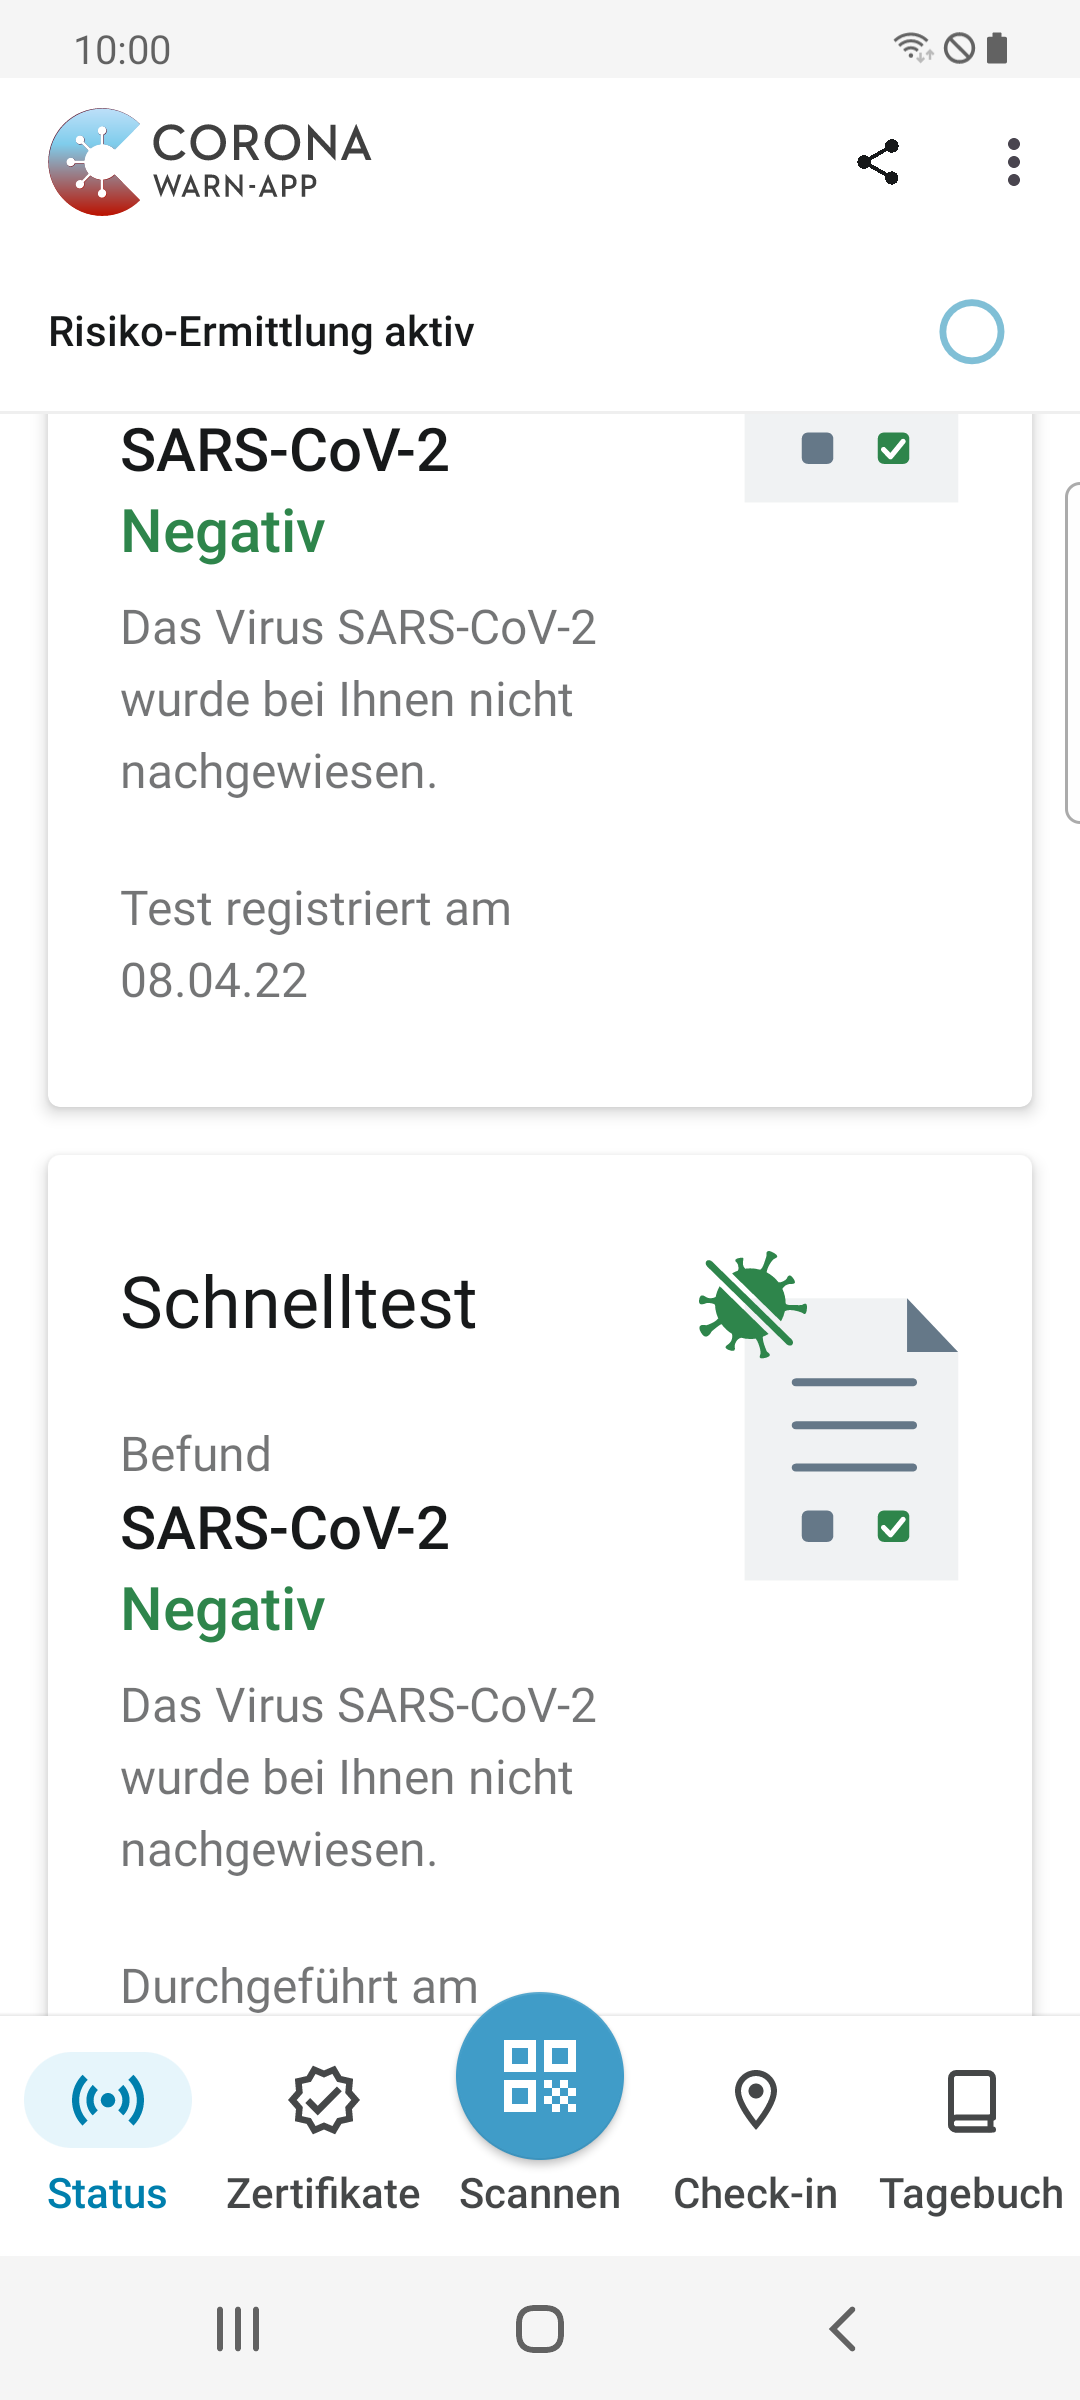 10:00
CORONA
WARN-APP
Risiko-Ermittlung aktiv
SARS-CoV-2
Negativ
Das Virus SARS-CoV-2
wurde bei Ihnen nicht
nachgewiesen.
Test registriert am
08.04.22
Schnelltest
Befund
SARS-CoV-2
Negativ
Das Virus SARS-CoV-2
wurde bei Ihnen nicht
nachgewiesen.
Durchgeführt am
Status
Zertifikate
Scannen
Check-in
Tagebuch